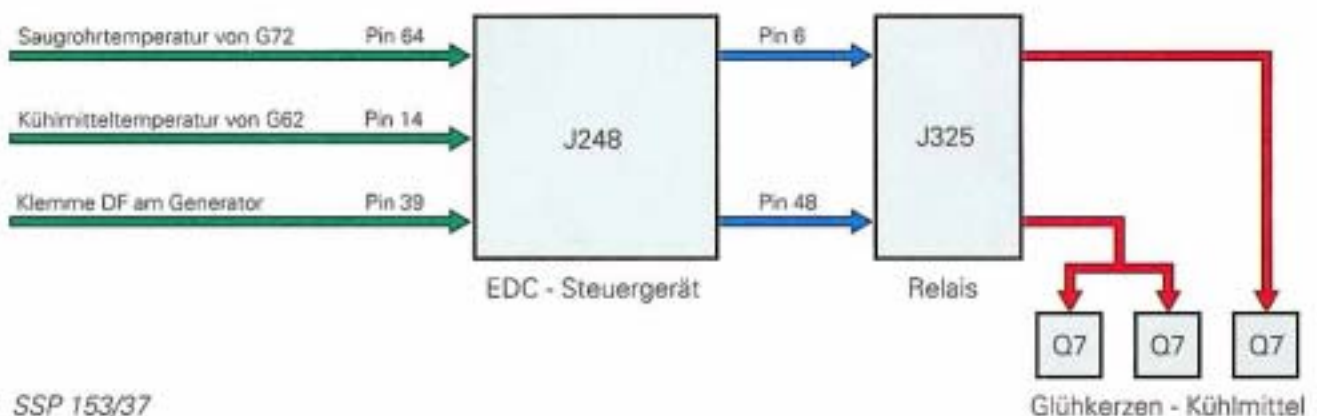 Saugrohrtemperatur von G72 Pin 64
Kühlmitteltemperatur von G62 Pin 14
Klemme DF am Generator Pin 39
J248
EDC - Steuergerät
Pin 6
Pin 48
J325
Relais
Q7 Q7 Q7
Glühkerzen - Kühlmittel
SSP 153/37